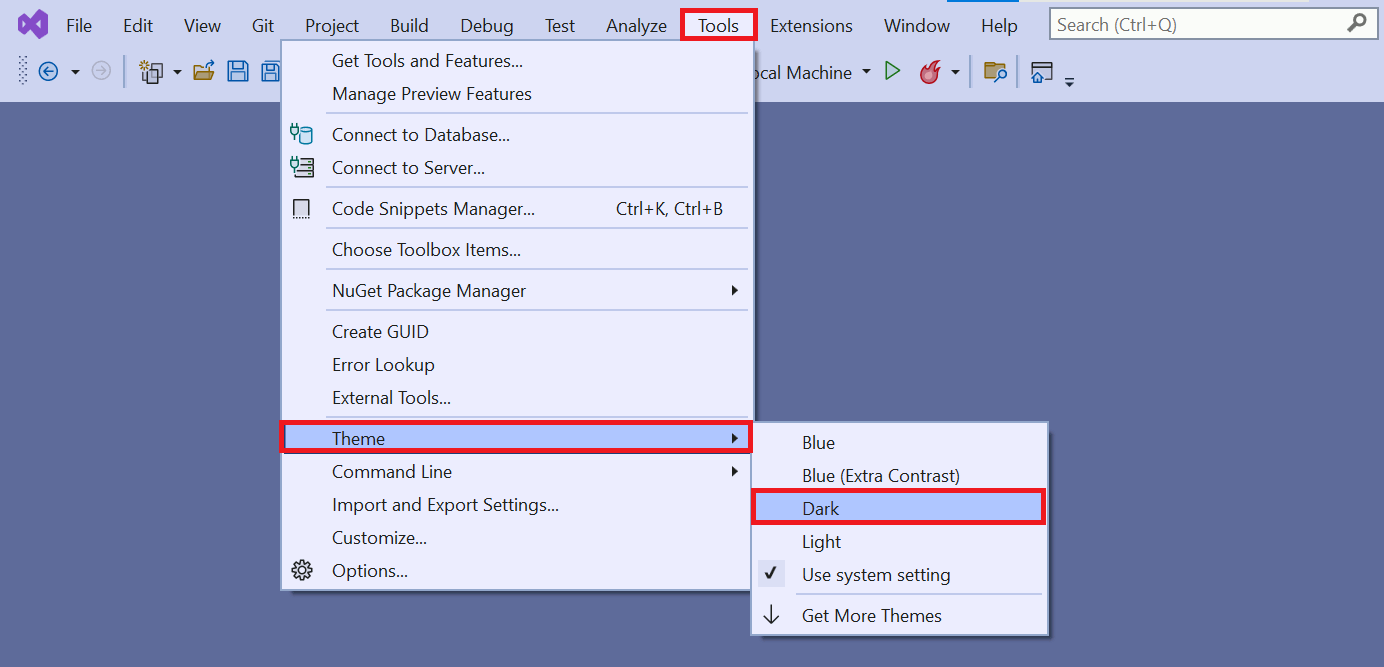 File Edit View Git Project Build Debug Test Analyze Tools Extensions Window Help Search (Ctrl+Q)
Machine
Get Tools and Features...
Manage Preview Features
Connect to Database...
Connect to Server...
Code Snippets Manager... Ctrl+K, Ctrl+B
Choose Toolbox Items...
NuGet Package Manager
Create GUID
Error Lookup
External Tools...
Theme
Command Line
Import and Export Settings...
Customize...
Options...
Blue
Blue (Extra Contrast)
Dark
Light
Use system setting
Get More Themes